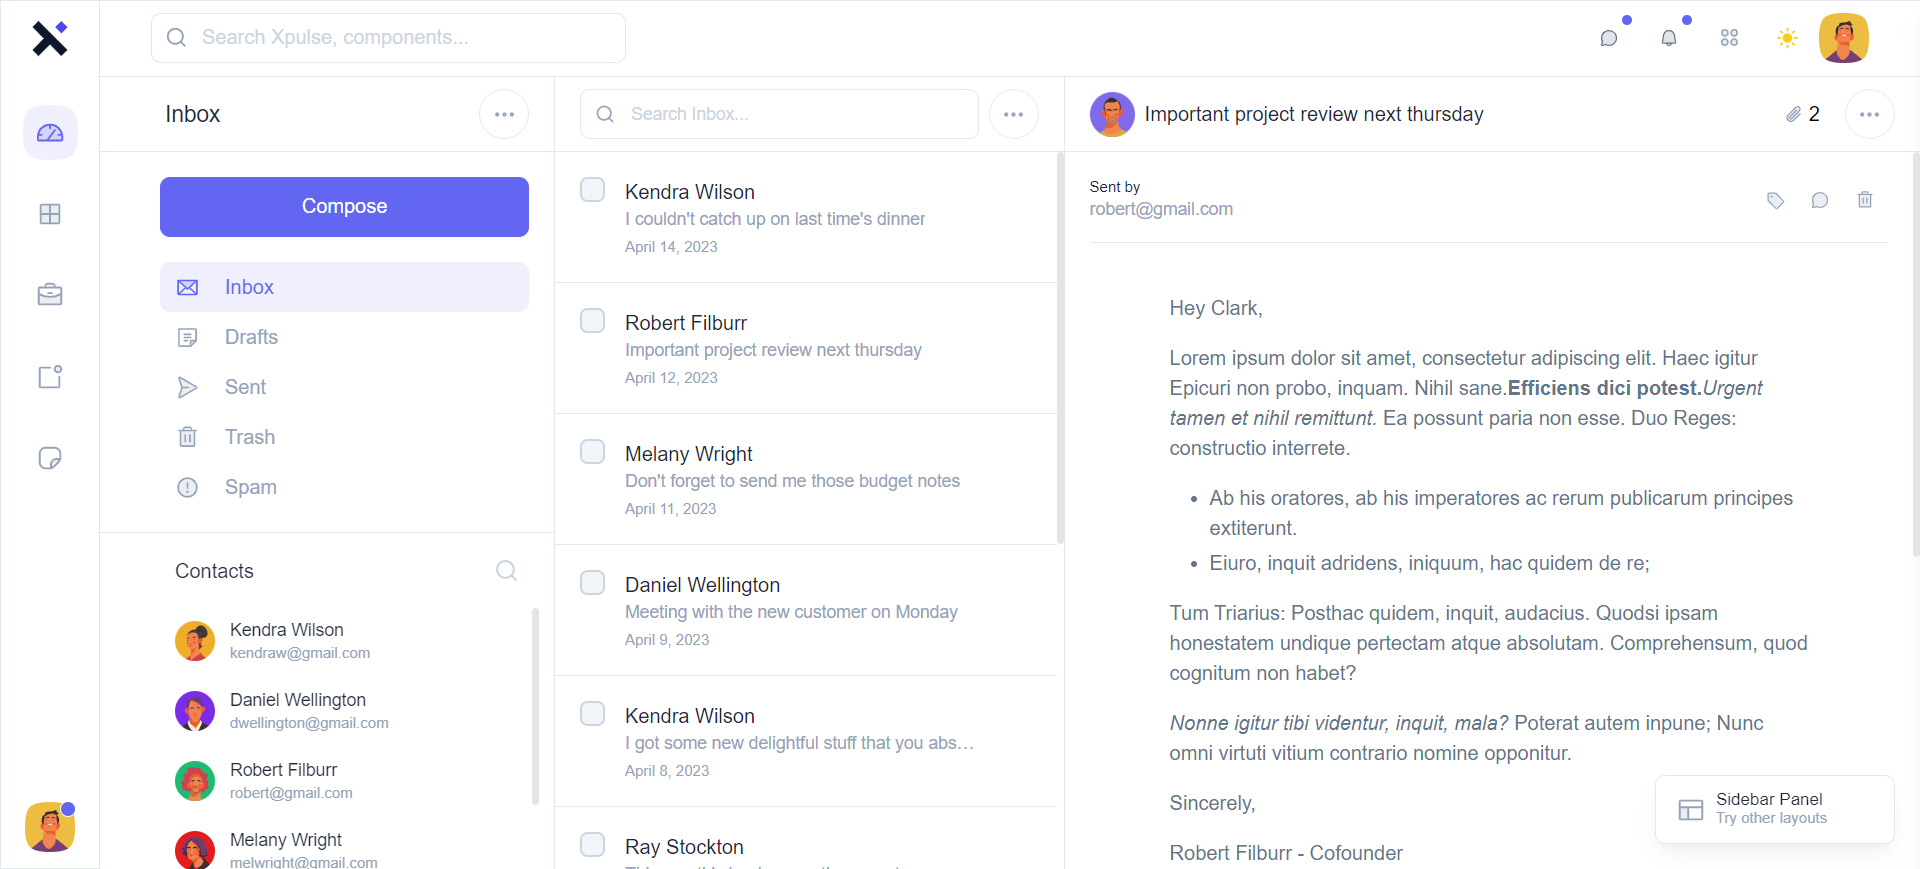 Search Xpulse, components...
Inbox
Compose
Inbox
Drafts
Sent
Trash
Spam
Contacts
Kendra Wilson
kendraw@gmail.com
Daniel Wellington
dwellington@gmail.com
Robert Filburr
robert@gmail.com
Melany Wright
melwright@gmail.com
Search Inbox...
Kendra Wilson
I couldn't catch up on last time's dinner
April 14, 2023
Robert Filburr
Important project review next thursday
April 12, 2023
Melany Wright
Don't forget to send me those budget notes
April 11, 2023
Daniel Wellington
Meeting with the new customer on Monday
April 9, 2023
Kendra Wilson
I got some new delightful stuff that you abs…
April 8, 2023
Ray Stockton
Important project review next thursday
2
Sent by
robert@gmail.com
Hey Clark,
Lorem ipsum dolor sit amet, consectetur adipiscing elit. Haec igitur
Epicuri non probo, inquam. Nihil sane.Efficiens dici potest.Urgent
tamen et nihil remittunt. Ea possunt paria non esse. Duo Reges:
constructio interrete.
• Ab his oratores, ab his imperatores ac rerum publicarum principes
extiterunt.
• Eiuro, inquit adridens, iniquum, hac quidem de re;
Tum Triarius: Posthac quidem, inquit, audacius. Quodsi ipsam
honestatem undique pertectam atque absolutam. Comprehensum, quod
cognitum non habet?
Nonne igitur tibi videntur, inquit, mala? Poterat autem inpune; Nunc
omni virtuti vitium contrario nomine opponitur.
Sincerely,
Robert Filburr - Cofounder
Sidebar Panel
Try other layouts